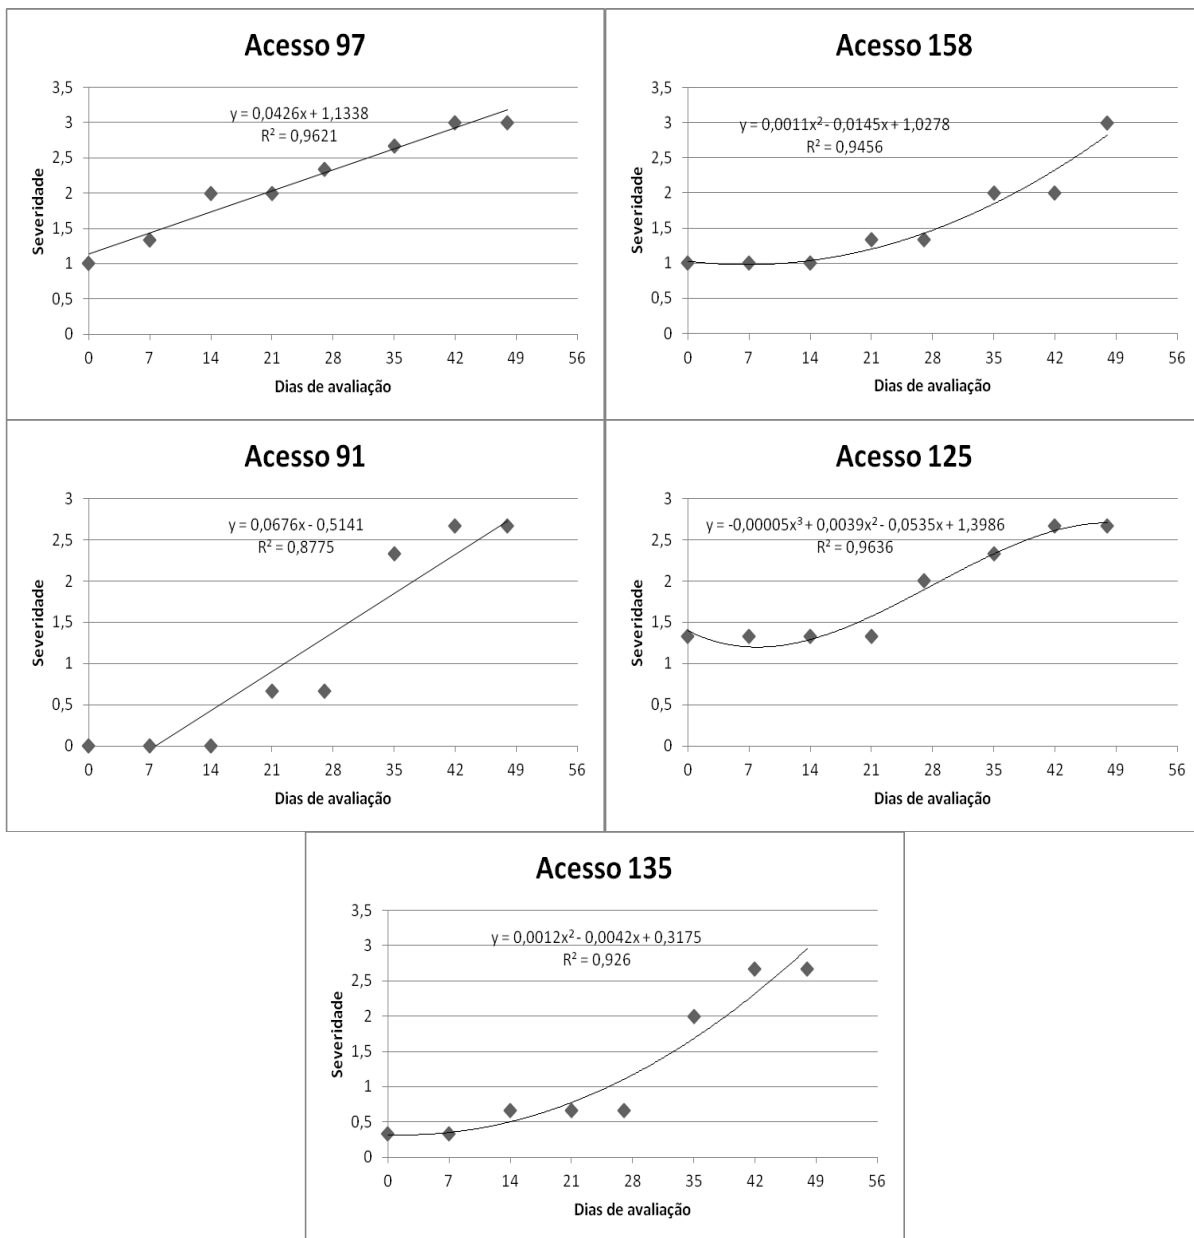 Acesso 97
3,5
3
2,5
2
1,5
1
0,5
0
y = 0,0426x + 1,1338
R² = 0,9621
Severidade
0 7 14 21 28 35 42 49 56
Dias de avaliação
Acesso 158
3,5
3
2,5
2
1,5
1
0,5
0
y = 0,0011x² - 0,0145x + 1,0278
R² = 0,9456
Severidade
0 7 14 21 28 35 42 49 56
Dias de avaliação
Acesso 91
3
2,5
2
1,5
1
0,5
0
y = 0,0676x - 0,5141
R² = 0,8775
Severidade
0 7 14 21 28 35 42 49 56
Dias de avaliação
Acesso 125
3
2,5
2
1,5
1
0,5
0
y = -0,00005x³ + 0,0039x² - 0,0535x + 1,3986
R² = 0,9636
Severidade
0 7 14 21 28 35 42 49 56
Dias de avaliação
Acesso 135
3,5
3
2,5
2
1,5
1
0,5
0
y = 0,0012x² - 0,0042x + 0,3175
R² = 0,926
Severidade
0 7 14 21 28 35 42 49 56
Dias de avaliação